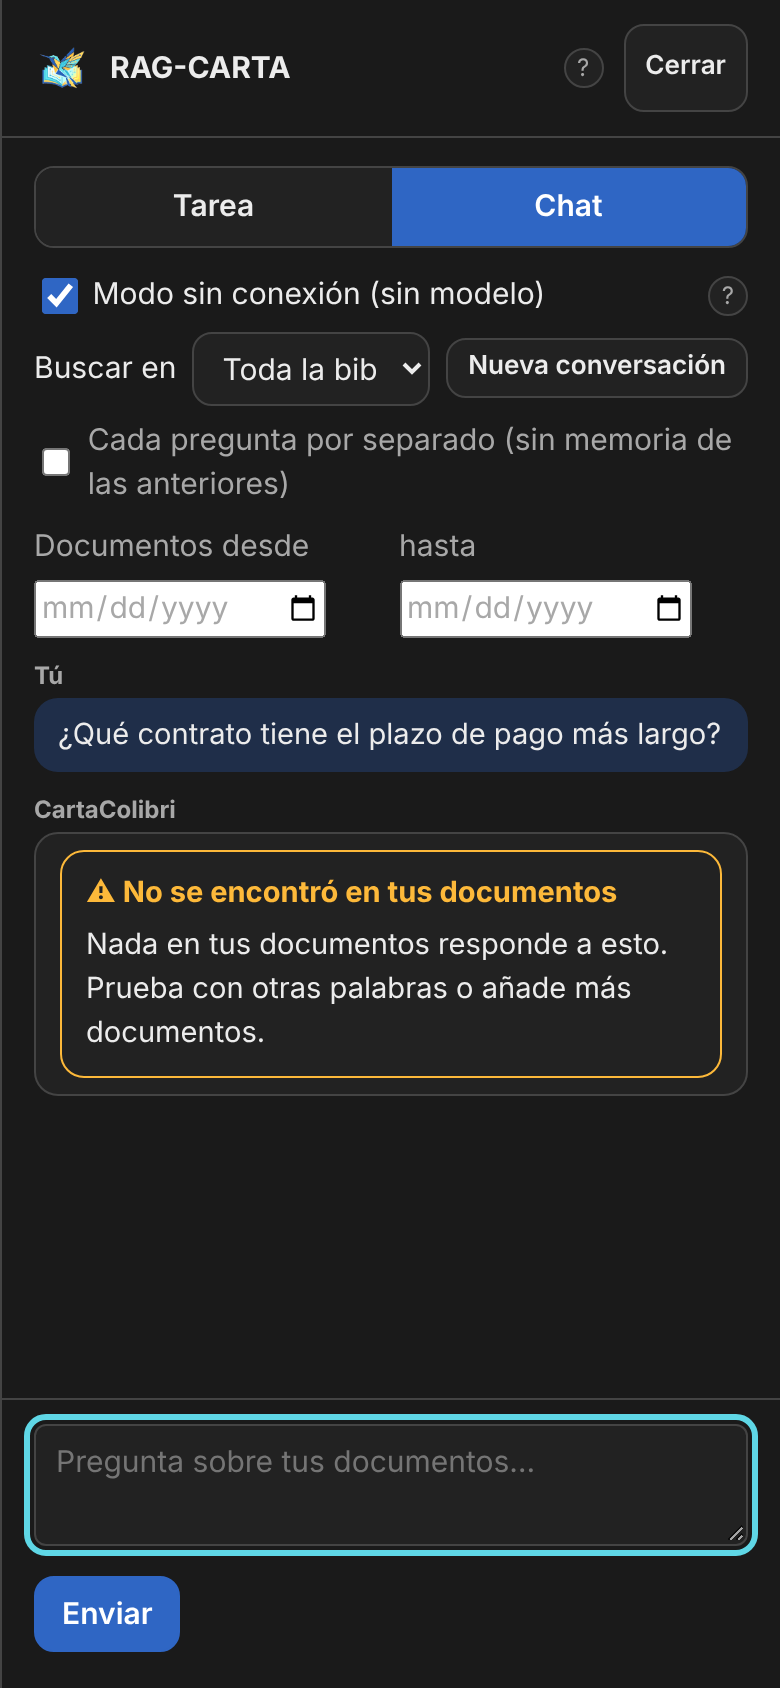 RAG-CARTA
?
Cerrar
Tarea
Chat
Modo sin conexión (sin modelo)
?
Buscar en
Toda la bib
Nueva conversación
Cada pregunta por separado (sin memoria de
las anteriores)
Documentos desde
hasta
mm/dd/yyyy
mm/dd/yyyy
Tú
¿Qué contrato tiene el plazo de pago más largo?
CartaColibri
⚠ No se encontró en tus documentos
Nada en tus documentos responde a esto.
Prueba con otras palabras o añade más
documentos.
Pregunta sobre tus documentos...
Enviar